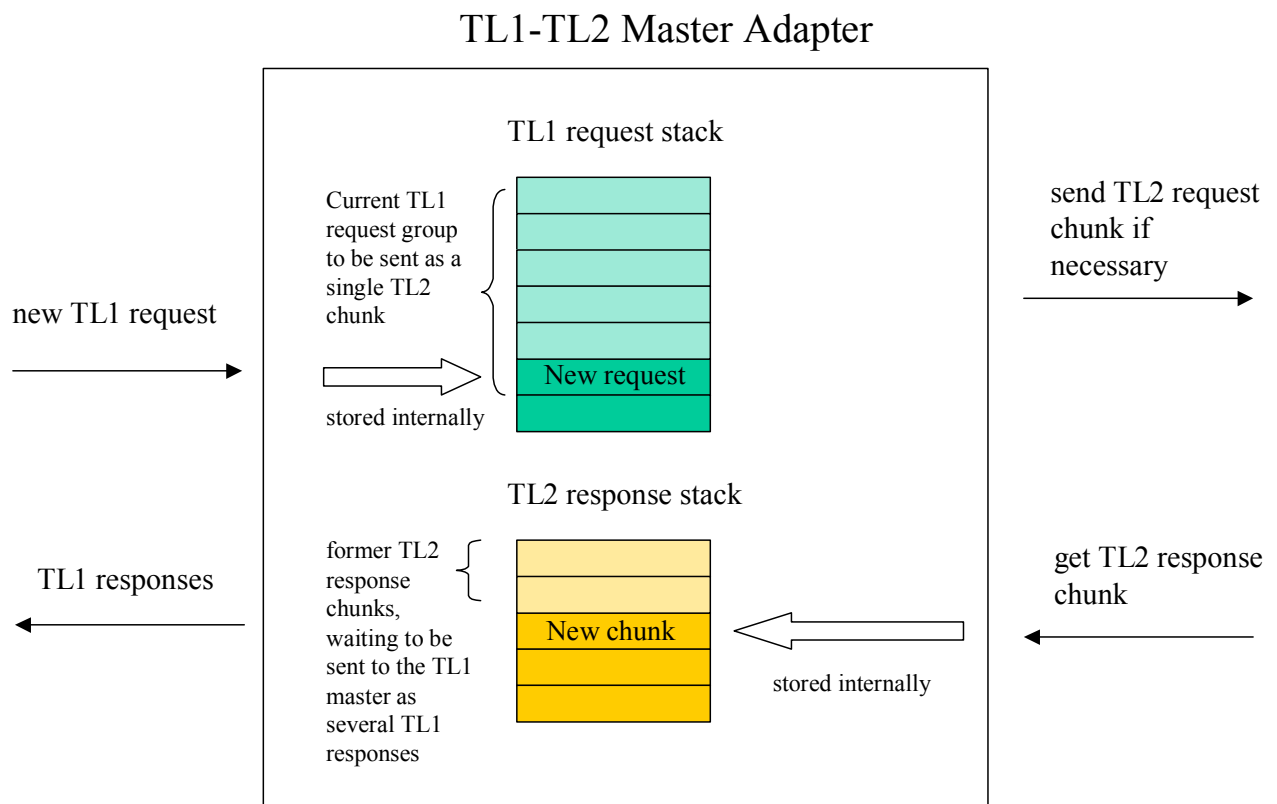 TL1-TL2 Master Adapter
TL1 request stack
Current TL1
request group
to be sent as a
single TL2
chunk
send TL2 request
chunk if
necessary
new TL1 request
New request
stored internally
TL2 response stack
former TL2
response
chunks,
waiting to be
sent to the TL1
master as
several TL1
responses
TL1 responses
get TL2 response
chunk
New chunk
stored internally